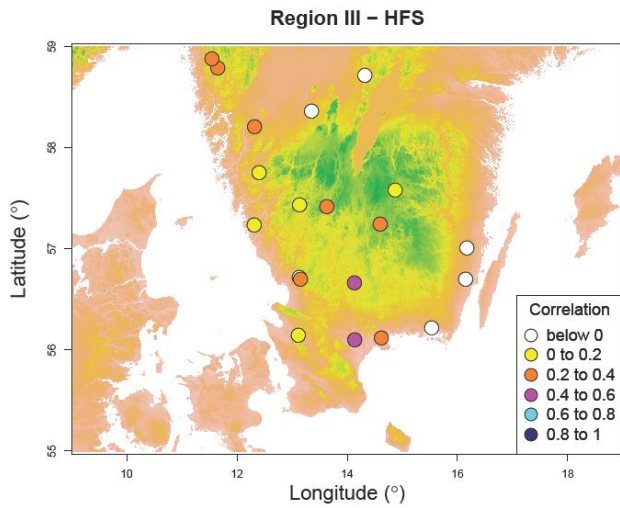 Region III – HFS
59
58
57
56
55
Latitude (°)
Correlation
below 0
0 to 0.2
0.2 to 0.4
0.4 to 0.6
0.6 to 0.8
0.8 to 1
10 12 14 16 18
Longitude (°)